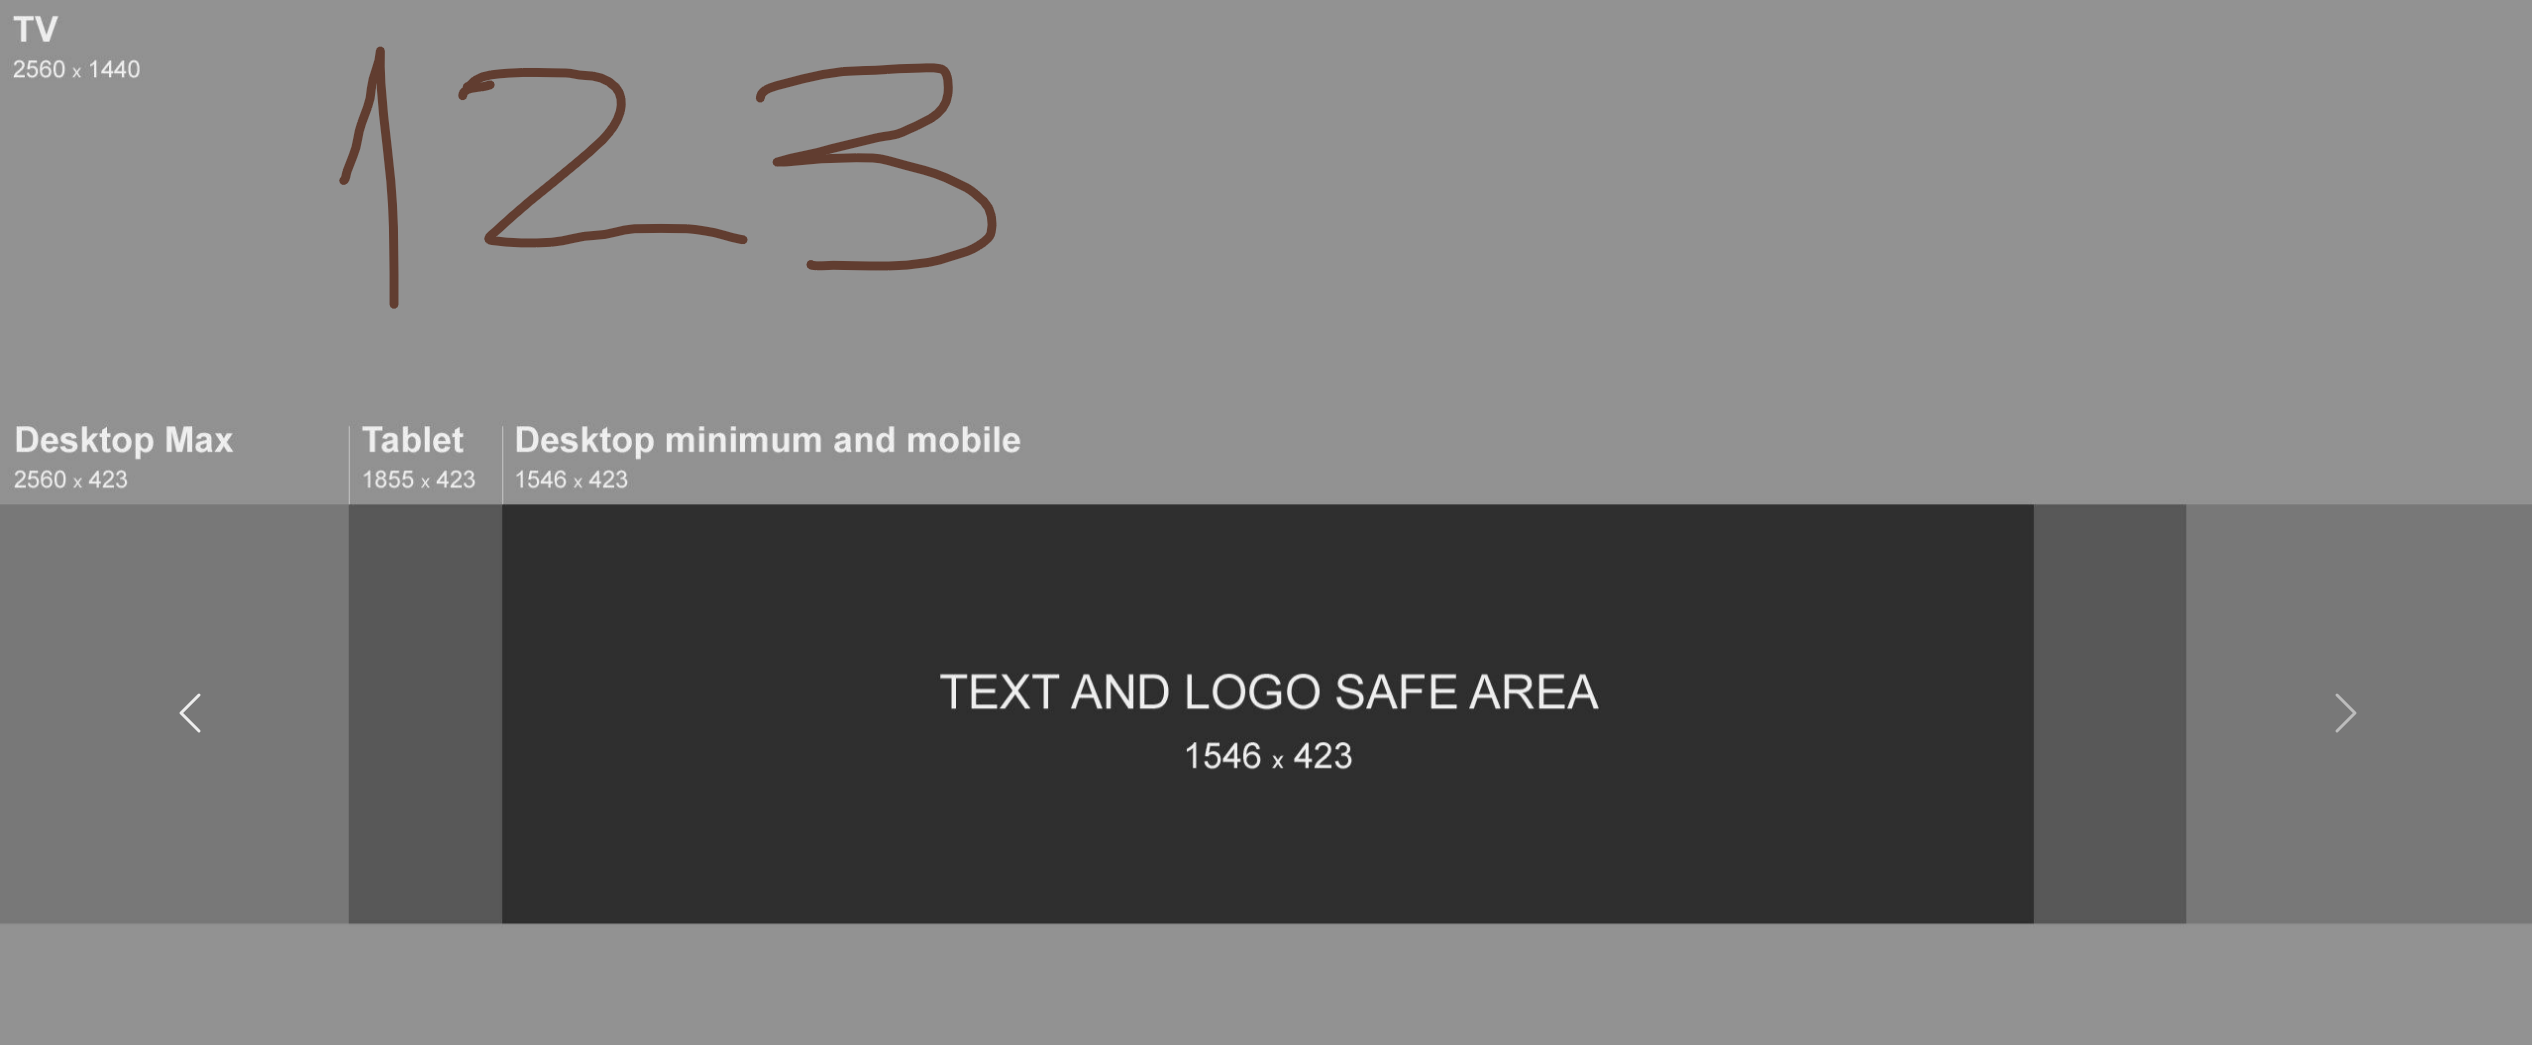 TV
2560 x 1440
123
Desktop Max
2560 x 423
Tablet
1855 x 423
Desktop minimum and mobile
1546 x 423
TEXT AND LOGO SAFE AREA
1546 x 423